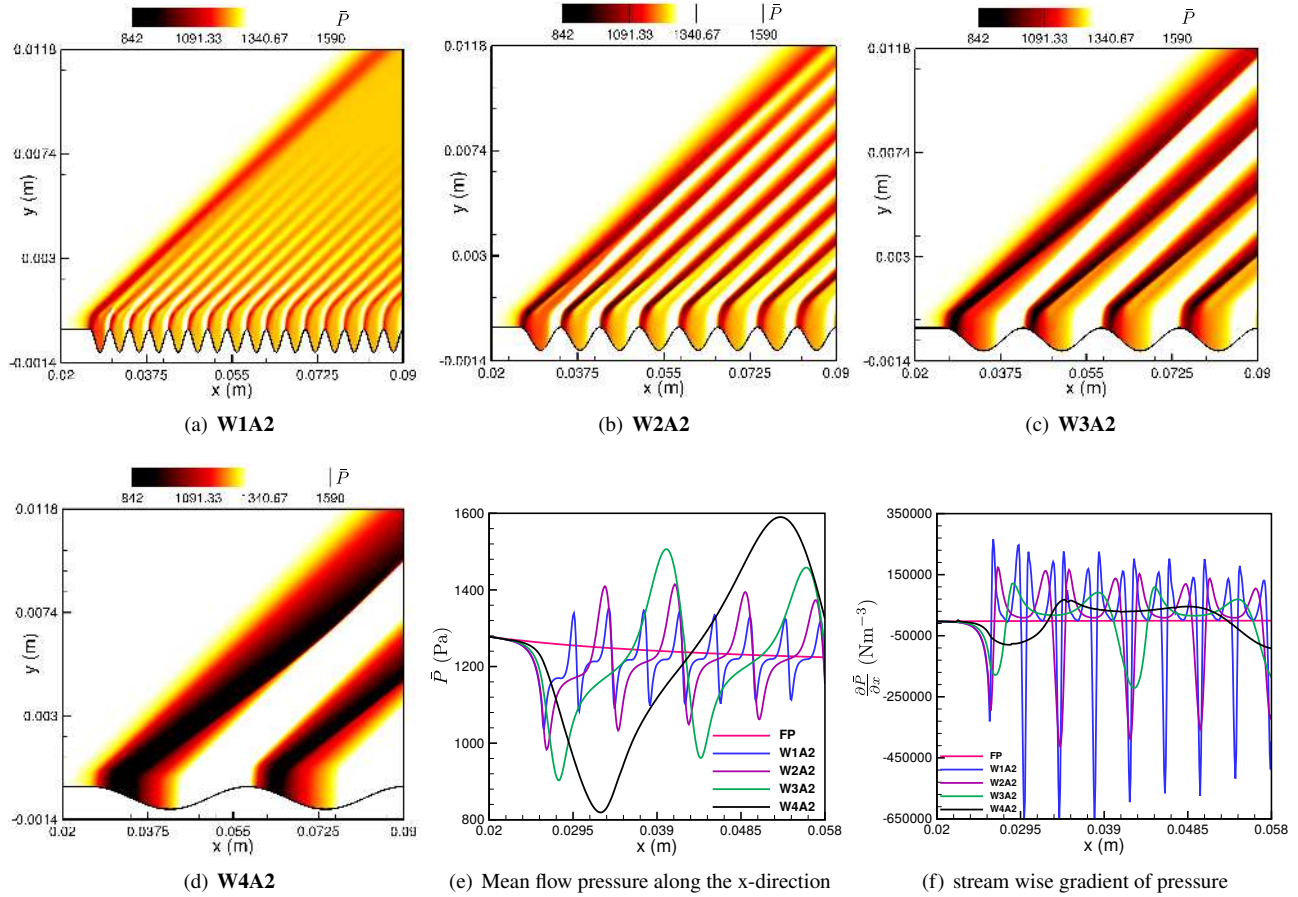 P̄
842 1091.33 1340.67 1590
0.0118
0.0074
0.003
-0.0014
y (m)
0.02 0.0375 0.055 0.0725 0.09
x (m)
(a) W1A2
P̄
842 1091.33 1340.67 1590
0.0118
0.0074
0.003
-0.0014
y (m)
0.02 0.0375 0.055 0.0725 0.09
x (m)
(b) W2A2
P̄
842 1091.33 1340.67 1590
0.0118
0.0074
0.003
-0.0014
y (m)
0.02 0.0375 0.055 0.0725 0.09
x (m)
(c) W3A2
P̄
842 1091.33 1340.67 1590
0.0118
0.0074
0.003
-0.0014
y (m)
0.02 0.0375 0.055 0.0725 0.09
x (m)
(d) W4A2
1600
1400
1200
1000
800
P̄ (Pa)
FP
W1A2
W2A2
W3A2
W4A2
0.02 0.0295 0.039 0.0485 0.058
x (m)
(e) Mean flow pressure along the x-direction
350000
150000
-50000
-250000
-450000
-650000
∂P̄/∂x (Nm⁻³)
FP
W1A2
W2A2
W3A2
W4A2
0.02 0.0295 0.039 0.0485 0.058
x (m)
(f) stream wise gradient of pressure